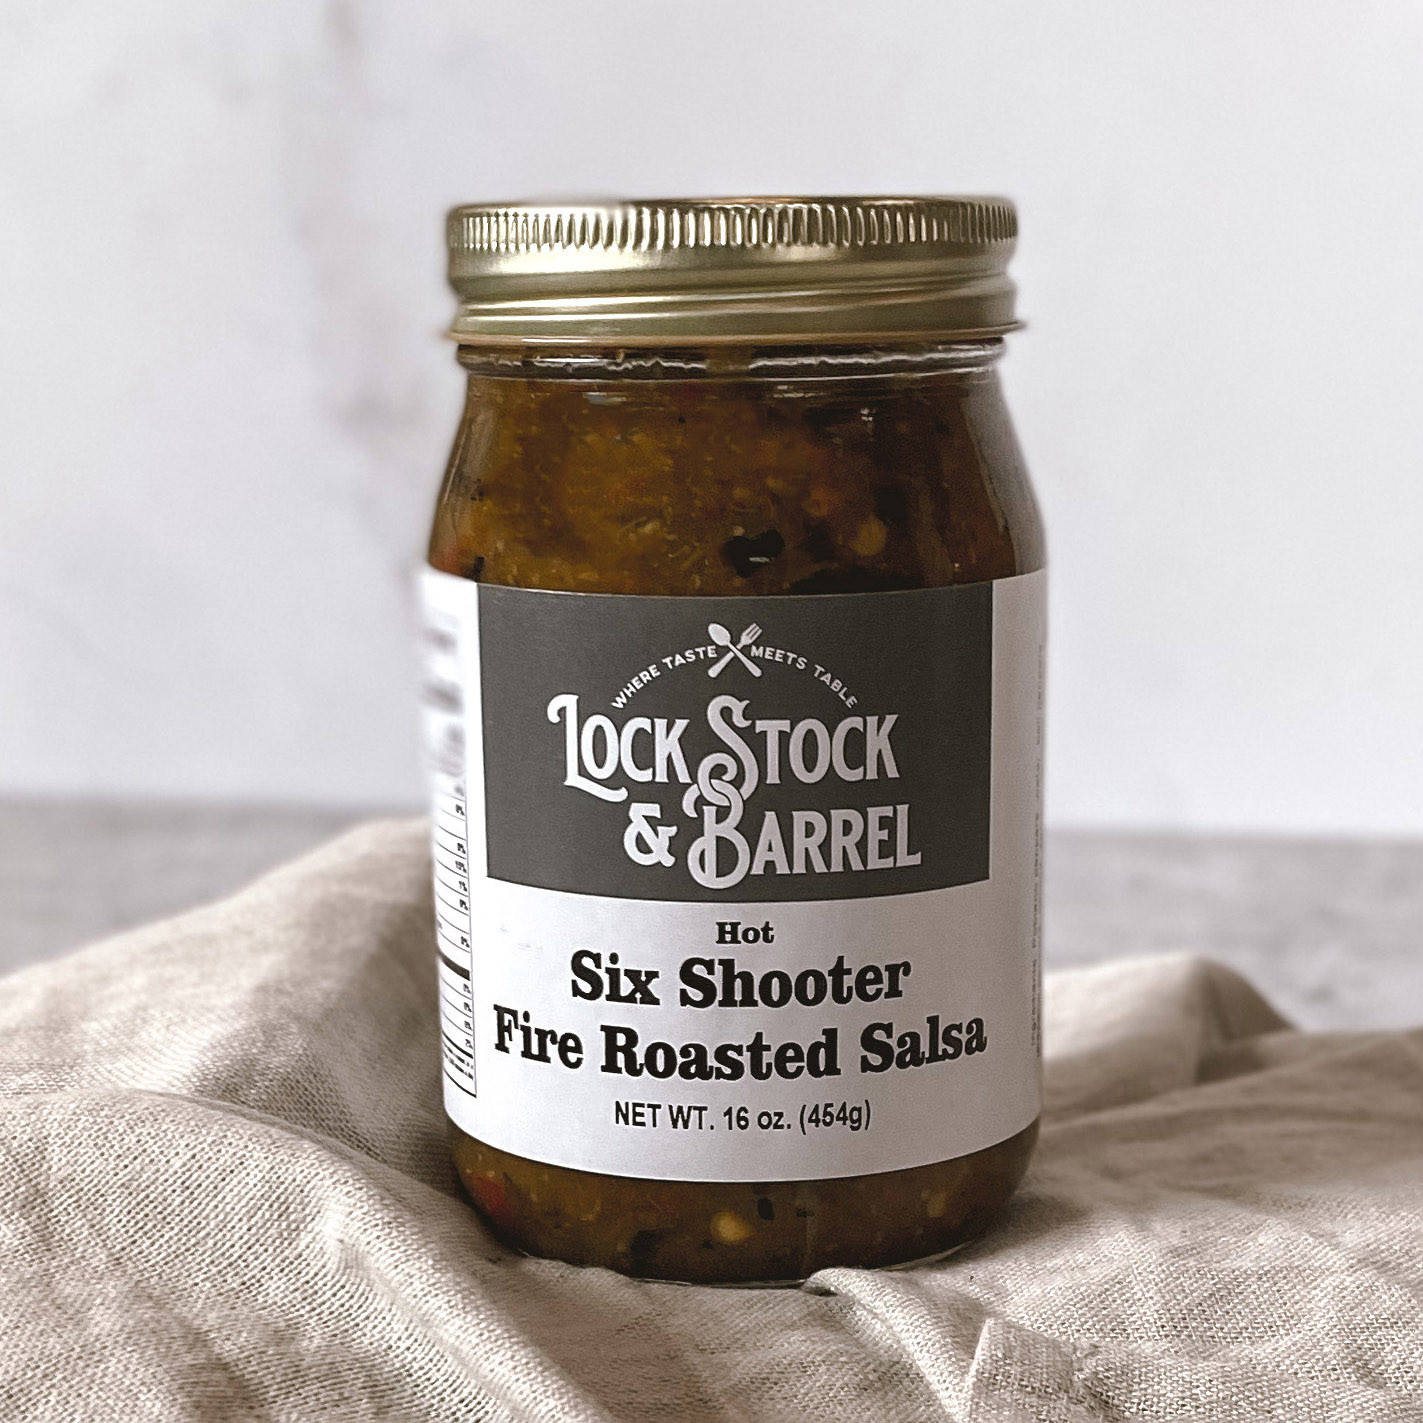 WHERE TASTE MEETS TABLE
LOCK STOCK
& BARREL
Hot
Six Shooter
Fire Roasted Salsa
NET WT. 16 oz. (454g)